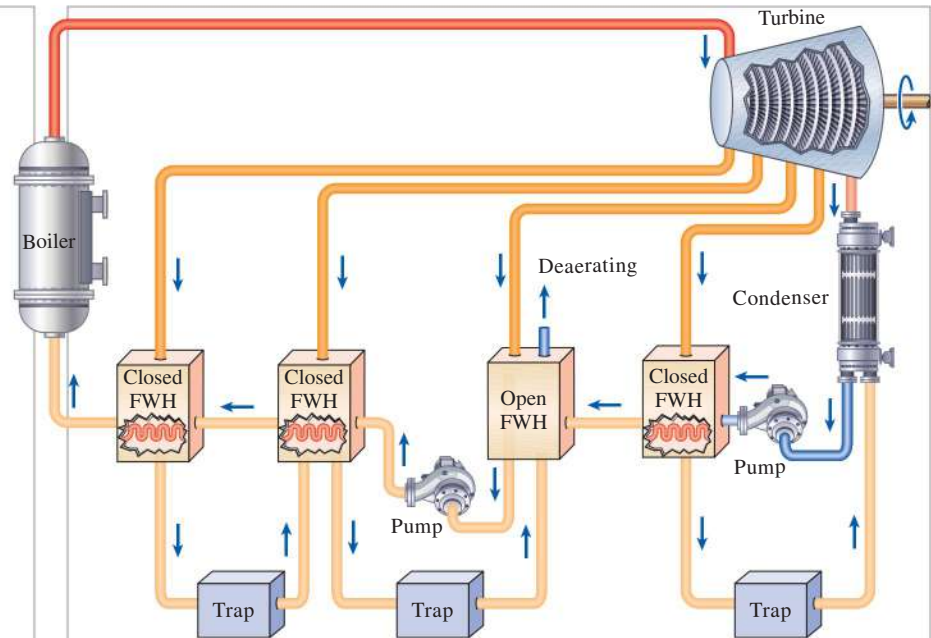 Turbine
Boiler
Deaerating
Condenser
Closed
FWH
Closed
FWH
Open
FWH
Closed
FWH
Pump
Pump
Trap
Trap
Trap